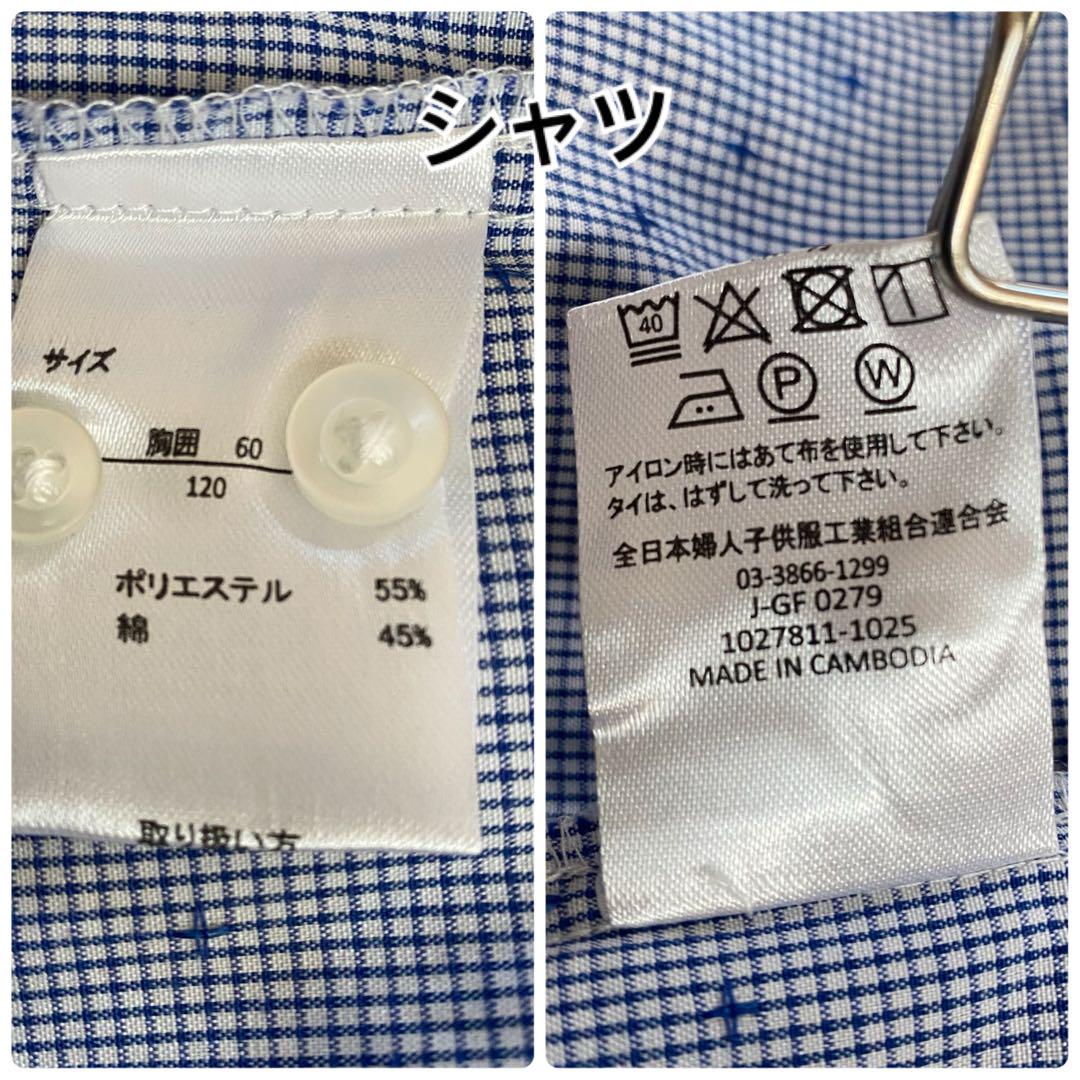 シャツ
サイズ
胸囲 60
120
ポリエステル 55%
綿 45%
取り扱い方
40
P W
アイロン時にはあて布を使用して下さい。
タイは、はずして洗って下さい。
全日本婦人子供服工業組合連合会
03-3866-1299
J-GF 0279
1027811-1025
MADE IN CAMBODIA